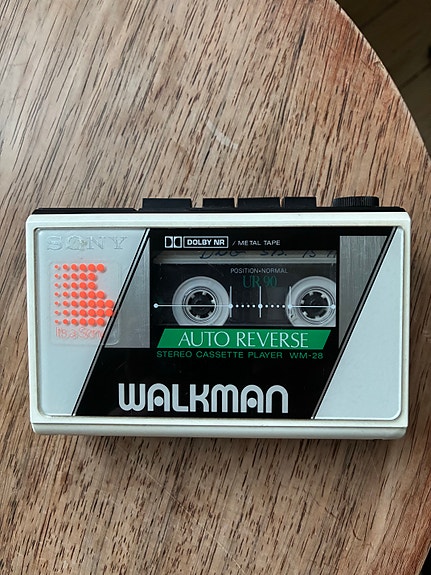 SONY
DOLBY NR / METAL TAPE
POSITION•NORMAL
UR 90
AUTO REVERSE
STEREO CASSETTE PLAYER WM-28
WALKMAN